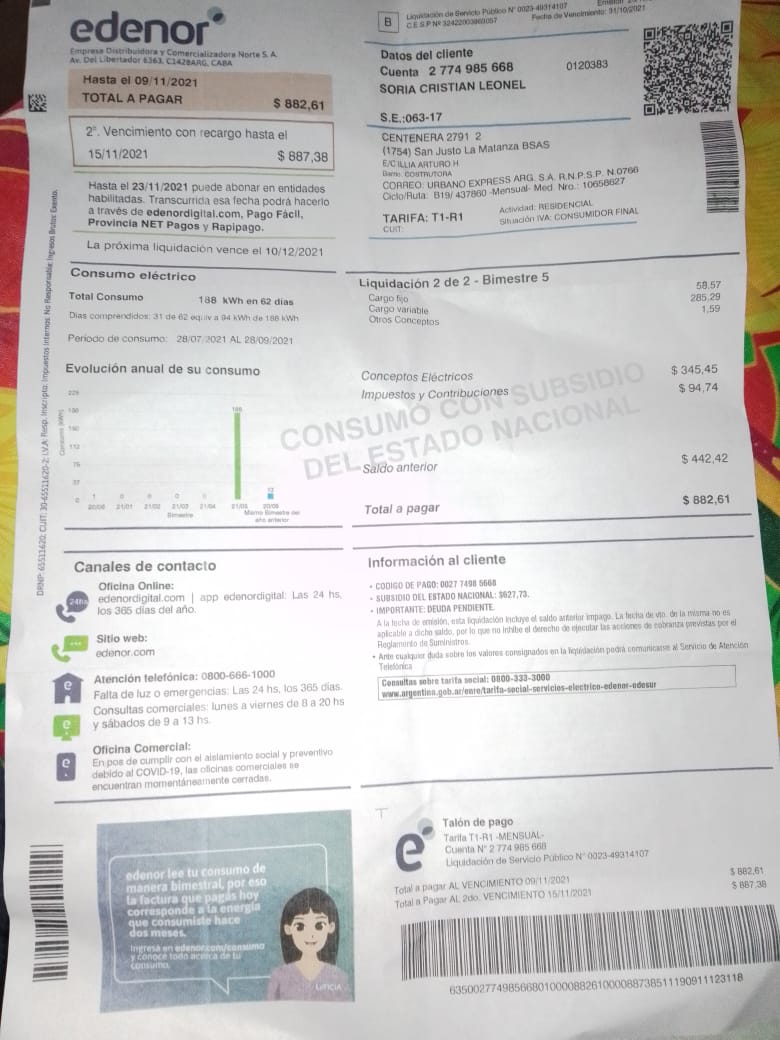 edenor
Empresa Distribuidora y Comercializadora Norte S. A.
Av. Del Libertador 6363, C1428ARG, CABA
Hasta el 09/11/2021
TOTAL A PAGAR $ 882,61
2°. Vencimiento con recargo hasta el
15/11/2021 $ 887,38
Hasta el 23/11/2021 puede abonar en entidades
habilitadas. Transcurrida esa fecha podrá hacerlo
a través de edenordigital.com, Pago Fácil,
Provincia NET Pagos y Rapipago.
La próxima liquidación vence el 10/12/2021
B
Liquidación de Servicio Público N° 0023-49314107
Fecha de Vencimiento: 31/10/2021
Datos del cliente
Cuenta 2 774 985 668 0120383
SORIA CRISTIAN LEONEL
S.E.:063-17
CENTENERA 2791 2
(1754) San Justo La Matanza BSAS
E/C ILLIA ARTURO H
Barrio: COSTRUTORA
CORREO: URBANO EXPRESS ARG. S.A. R.N.P.S.P. N.0766
Ciclo/Ruta: B19/ 437860 -Mensual- Med. Nro.: 10658627
TARIFA: T1-R1
Actividad: RESIDENCIAL
CUIT:
Situación IVA: CONSUMIDOR FINAL
Consumo eléctrico
Total Consumo 188 kWh en 62 días
Días comprendidos: 31 de 62 equiv a 94 kWh de 188 kWh
Período de consumo: 28/07/2021 AL 28/09/2021
Evolución anual de su consumo
Consumo (kWh)
225
150
112
75
37
0
1 0 0 0 0 188 12
20/06 21/01 21/02 21/03 21/04 21/05 20/05
Bimestre
Mismo Bimestre del
año anterior
Liquidación 2 de 2 - Bimestre 5
Cargo fijo 58,57
Cargo variable 285,29
Otros Conceptos 1,59
Conceptos Eléctricos $ 345,45
Impuestos y Contribuciones $ 94,74
CONSUMO CON SUBSIDIO
DEL ESTADO NACIONAL
Saldo anterior $ 442,42
Total a pagar $ 882,61
Canales de contacto
24hs
Oficina Online:
edenordigital.com | app edenordigital: Las 24 hs,
los 365 días del año.
Sitio web:
edenor.com
Atención telefónica: 0800-666-1000
Falta de luz o emergencias: Las 24 hs, los 365 días.
Consultas comerciales: lunes a viernes de 8 a 20 hs
y sábados de 9 a 13 hs.
Oficina Comercial:
En pos de cumplir con el aislamiento social y preventivo
debido al COVID-19, las oficinas comerciales se
encuentran momentáneamente cerradas.
Información al cliente
• CODIGO DE PAGO: 0027 7498 5668
• SUBSIDIO DEL ESTADO NACIONAL: $627,73.
• IMPORTANTE: DEUDA PENDIENTE.
A la fecha de emisión, esta liquidación incluye el saldo anterior impago. La fecha de vto. de la misma no es
aplicable a dicho saldo, por lo que no inhibe el derecho de ejecutar las acciones de cobranza previstas por el
Reglamento de Suministros.
• Ante cualquier duda sobre los valores consignados en la liquidación podrá comunicarse al Servicio de Atención
Telefónica
Consultas sobre tarifa social: 0800-333-3000
www.argentina.gob.ar/enre/tarifa-social-servicios-electrico-edenor-edesur
edenor lee tu consumo de
manera bimestral, por eso
la factura que pagás hoy
corresponde a la energía
que consumiste hace
dos meses.
Ingresá en edenor.com/consumo
y conocé todo acerca de tu
consumo.
LETICIA
Talón de pago
Tarifa T1-R1 -MENSUAL-
Cuenta N° 2 774 985 668
Liquidación de Servicio Público N° 0023-49314107
Total a pagar AL VENCIMIENTO 09/11/2021 $ 882,61
Total a Pagar AL 2do. VENCIMIENTO 15/11/2021 $ 887,38